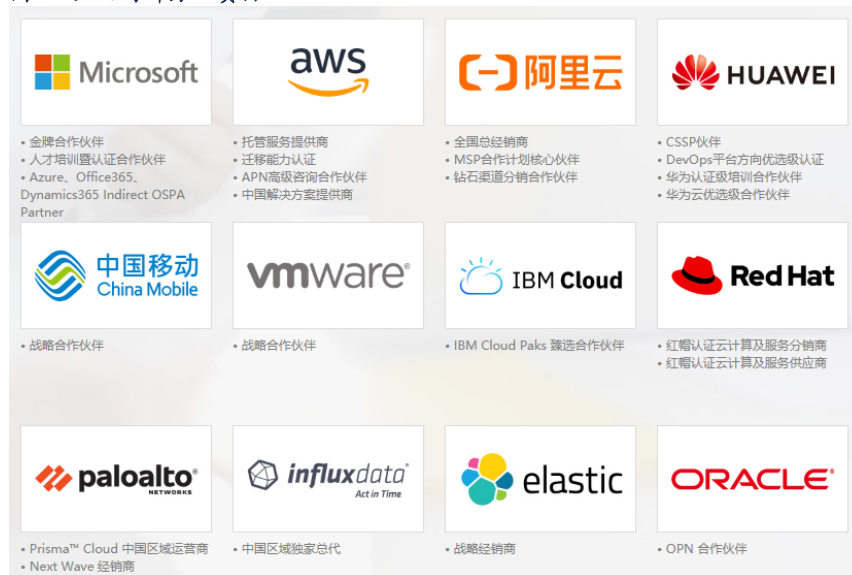 Microsoft
aws
阿里云
HUAWEI
• 金牌合作伙伴
• 人才培训暨认证合作伙伴
• Azure、Office365、
Dynamics365 Indirect OSPA
Partner
• 托管服务提供商
• 迁移能力认证
• APN高级咨询合作伙伴
• 中国解决方案提供商
• 全国总经销商
• MSP合作计划核心伙伴
• 钻石渠道分销合作伙伴
• CSSP伙伴
• DevOps平台方向优选级认证
• 华为认证级培训合作伙伴
• 华为云优选级合作伙伴
中国移动
China Mobile
vmware®
IBM Cloud
Red Hat
• 战略合作伙伴
• 战略合作伙伴
• IBM Cloud Paks 臻选合作伙伴
• 红帽认证云计算及服务分销商
• 红帽认证云计算及服务供应商
paloalto®
NETWORKS
influxdata®
Act in Time
elastic
ORACLE®
• Prisma™ Cloud 中国区域运营商
• Next Wave 经销商
• 中国区域独家总代
• 战略经销商
• OPN 合作伙伴